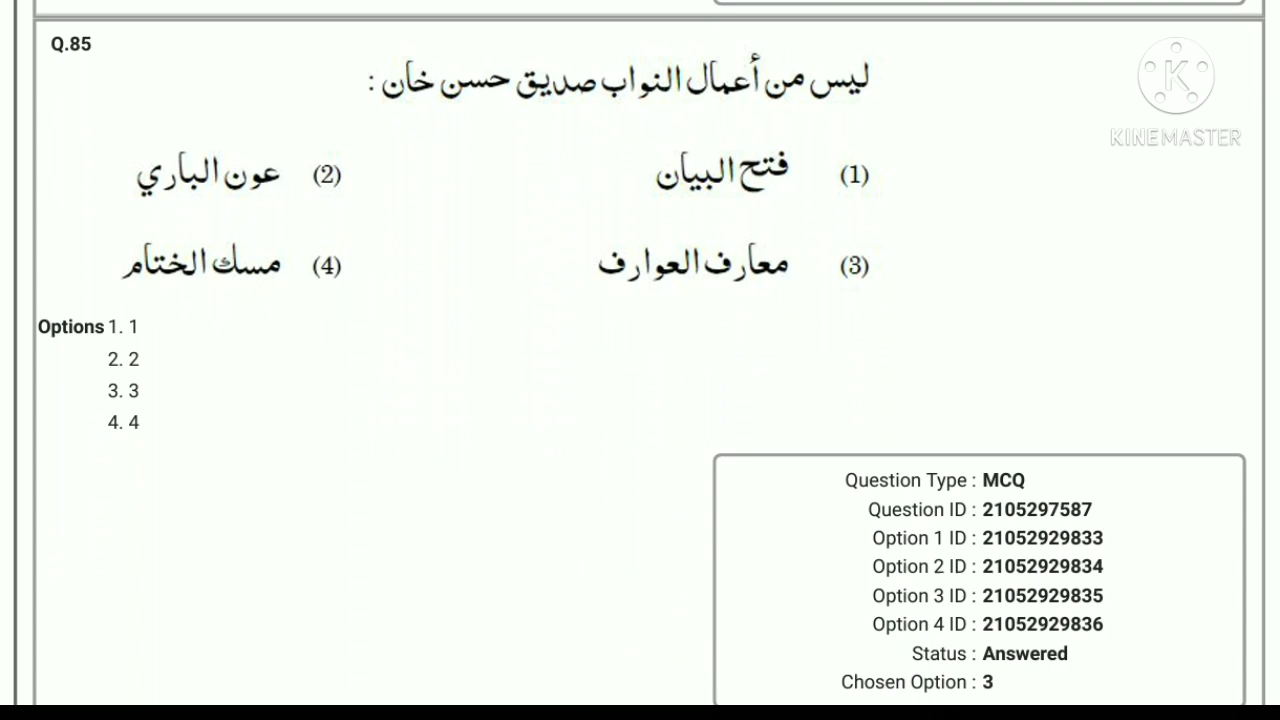 Q.85
ليس من أعمال النواب صديق حسن خان :
KINEMASTER
(1) فتح البيان (2) عون الباري
(3) معارف العوارف (4) مسك الختام
Options 1. 1
2. 2
3. 3
4. 4
Question Type : MCQ
Question ID : 2105297587
Option 1 ID : 21052929833
Option 2 ID : 21052929834
Option 3 ID : 21052929835
Option 4 ID : 21052929836
Status : Answered
Chosen Option : 3